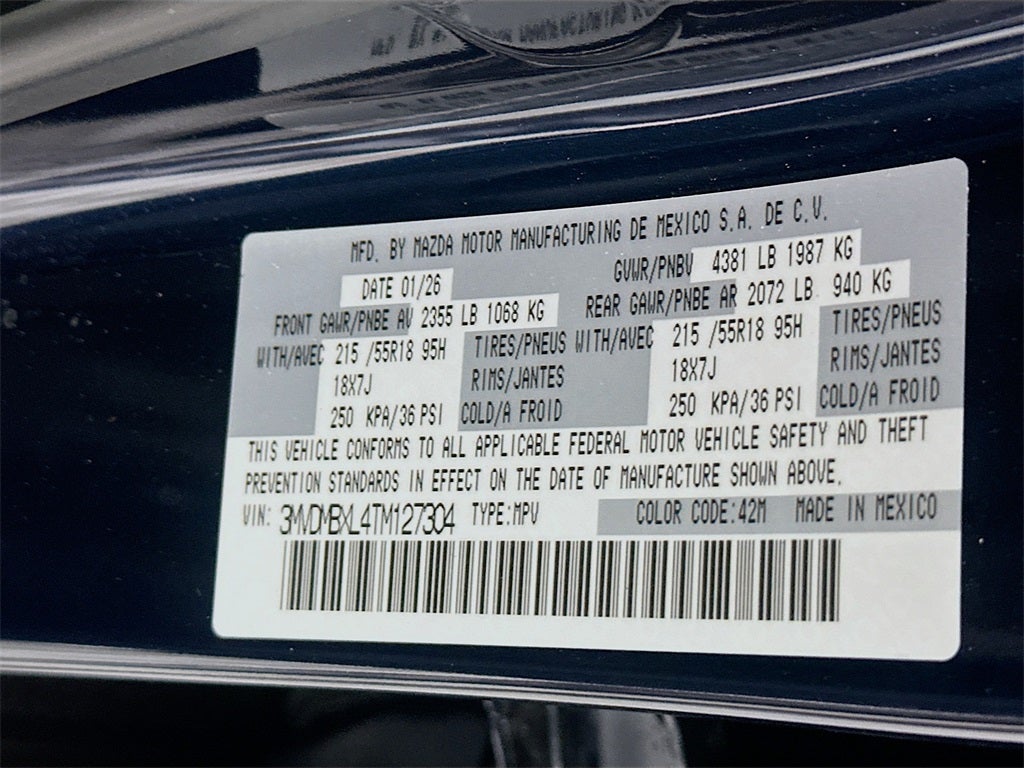 MFD. BY MAZDA MOTOR MANUFACTURING DE MEXICO S.A. DE C.V.
DATE 01/26 GVWR/PNBV 4381 LB 1987 KG
FRONT GAWR/PNBE AV 2355 LB 1068 KG REAR GAWR/PNBE AR 2072 LB 940 KG
WITH/AVEC 215 /55R18 95H TIRES/PNEUS WITH/AVEC 215 /55R18 95H TIRES/PNEUS
18X7J RIMS/JANTES 18X7J RIMS/JANTES
250 KPA/36 PSI COLD/A FROID 250 KPA/36 PSI COLD/A FROID
THIS VEHICLE CONFORMS TO ALL APPLICABLE FEDERAL MOTOR VEHICLE SAFETY AND THEFT
PREVENTION STANDARDS IN EFFECT ON THE DATE OF MANUFACTURE SHOWN ABOVE.
VIN: 3MVDMBXL4TM127304 TYPE:MPV COLOR CODE:42M MADE IN MEXICO